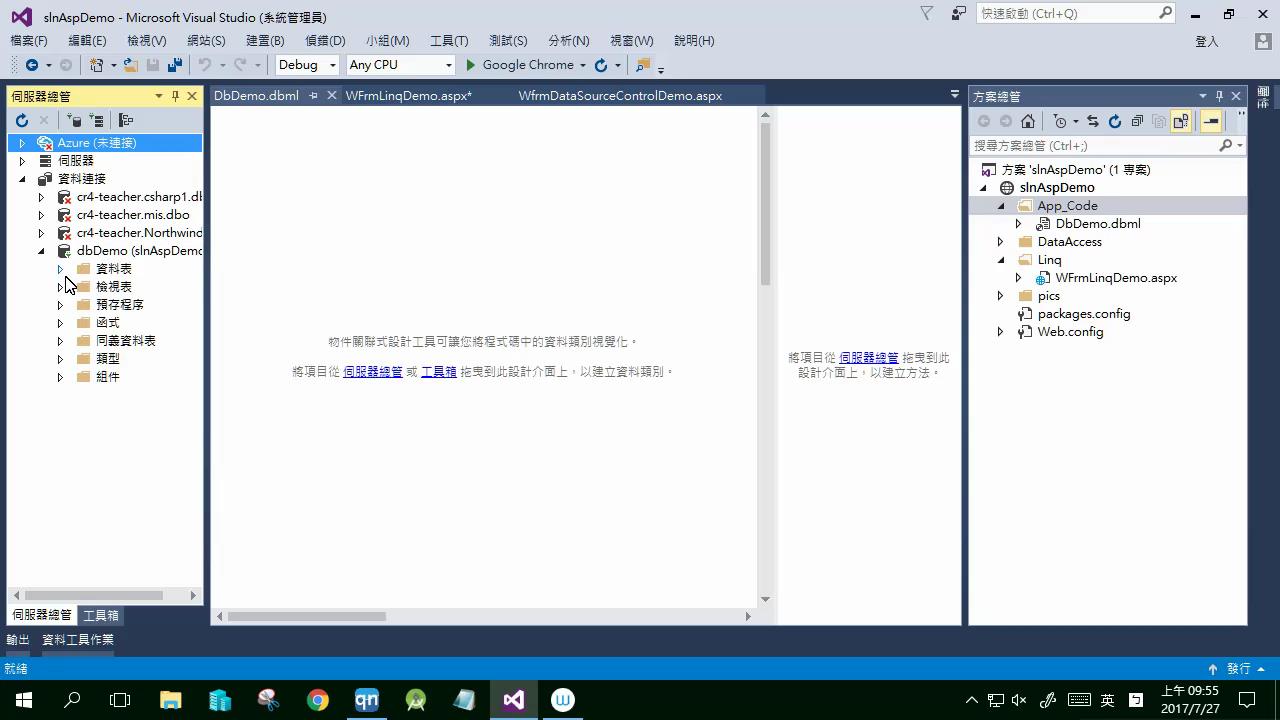 slnAspDemo - Microsoft Visual Studio (系統管理員)
快速啟動 (Ctrl+Q)
檔案(F) 編輯(E) 檢視(V) 網站(S) 建置(B) 偵錯(D) 小組(M) 工具(T) 測試(S) 分析(N) 視窗(W) 說明(H)
登入
Debug Any CPU Google Chrome
伺服器總管
DbDemo.dbml WFrmLinqDemo.aspx* WfrmDataSourceControlDemo.aspx
方案總管
Azure (未連接)
伺服器
資料連接
cr4-teacher.csharp1.db
cr4-teacher.mis.dbo
cr4-teacher.Northwind
dbDemo (slnAspDemo
資料表
檢視表
預存程序
函式
同義資料表
類型
組件
伺服器總管 工具箱
物件關聯式設計工具可讓您將程式碼中的資料類別視覺化。
將項目從 伺服器總管 或 工具箱 拖曳到此設計介面上，以建立資料類別。
將項目從 伺服器總管 拖曳到此
設計介面上，以建立方法。
搜尋方案總管 (Ctrl+;)
方案 'slnAspDemo' (1 專案)
slnAspDemo
App_Code
DbDemo.dbml
DataAccess
Linq
WFrmLinqDemo.aspx
pics
packages.config
Web.config
輸出 資料工具作業
就緒
發行
qn
英
上午 09:55
2017/7/27